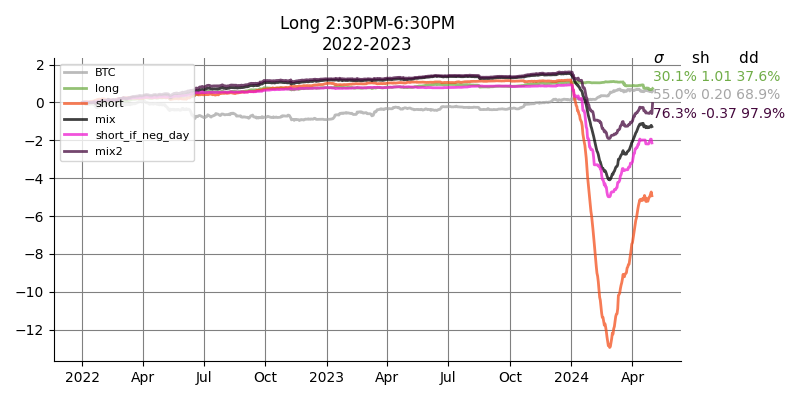 Long 2:30PM-6:30PM
2022-2023
σ sh dd
30.1% 1.01 37.6%
55.0% 0.20 68.9%
76.3% -0.37 97.9%
BTC
long
short
mix
short_if_neg_day
mix2
2
0
−2
−4
−6
−8
−10
−12
2022 Apr Jul Oct 2023 Apr Jul Oct 2024 Apr